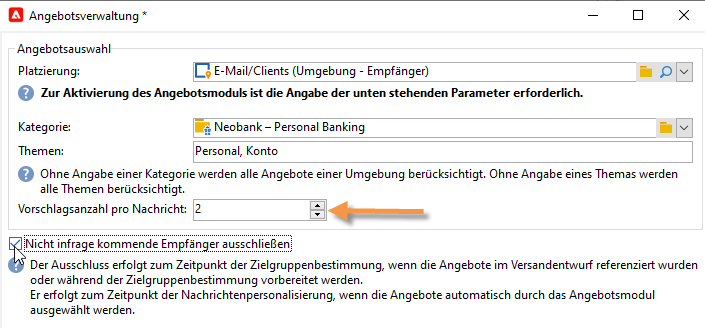 Angebotsverwaltung *
Angebotsauswahl
Platzierung: E-Mail/Clients (Umgebung - Empfänger)
Zur Aktivierung des Angebotsmoduls ist die Angabe der unten stehenden Parameter erforderlich.
Kategorie: Neobank – Personal Banking
Themen: Personal, Konto
Ohne Angabe einer Kategorie werden alle Angebote einer Umgebung berücksichtigt. Ohne Angabe eines Themas werden
alle Themen berücksichtigt.
Vorschlagsanzahl pro Nachricht: 2
Nicht infrage kommende Empfänger ausschließen
Der Ausschluss erfolgt zum Zeitpunkt der Zielgruppenbestimmung, wenn die Angebote im Versandentwurf referenziert wurden
oder während der Zielgruppenbestimmung vorbereitet werden.
Er erfolgt zum Zeitpunkt der Nachrichtenpersonalisierung, wenn die Angebote automatisch durch das Angebotsmodul
ausgewählt werden.